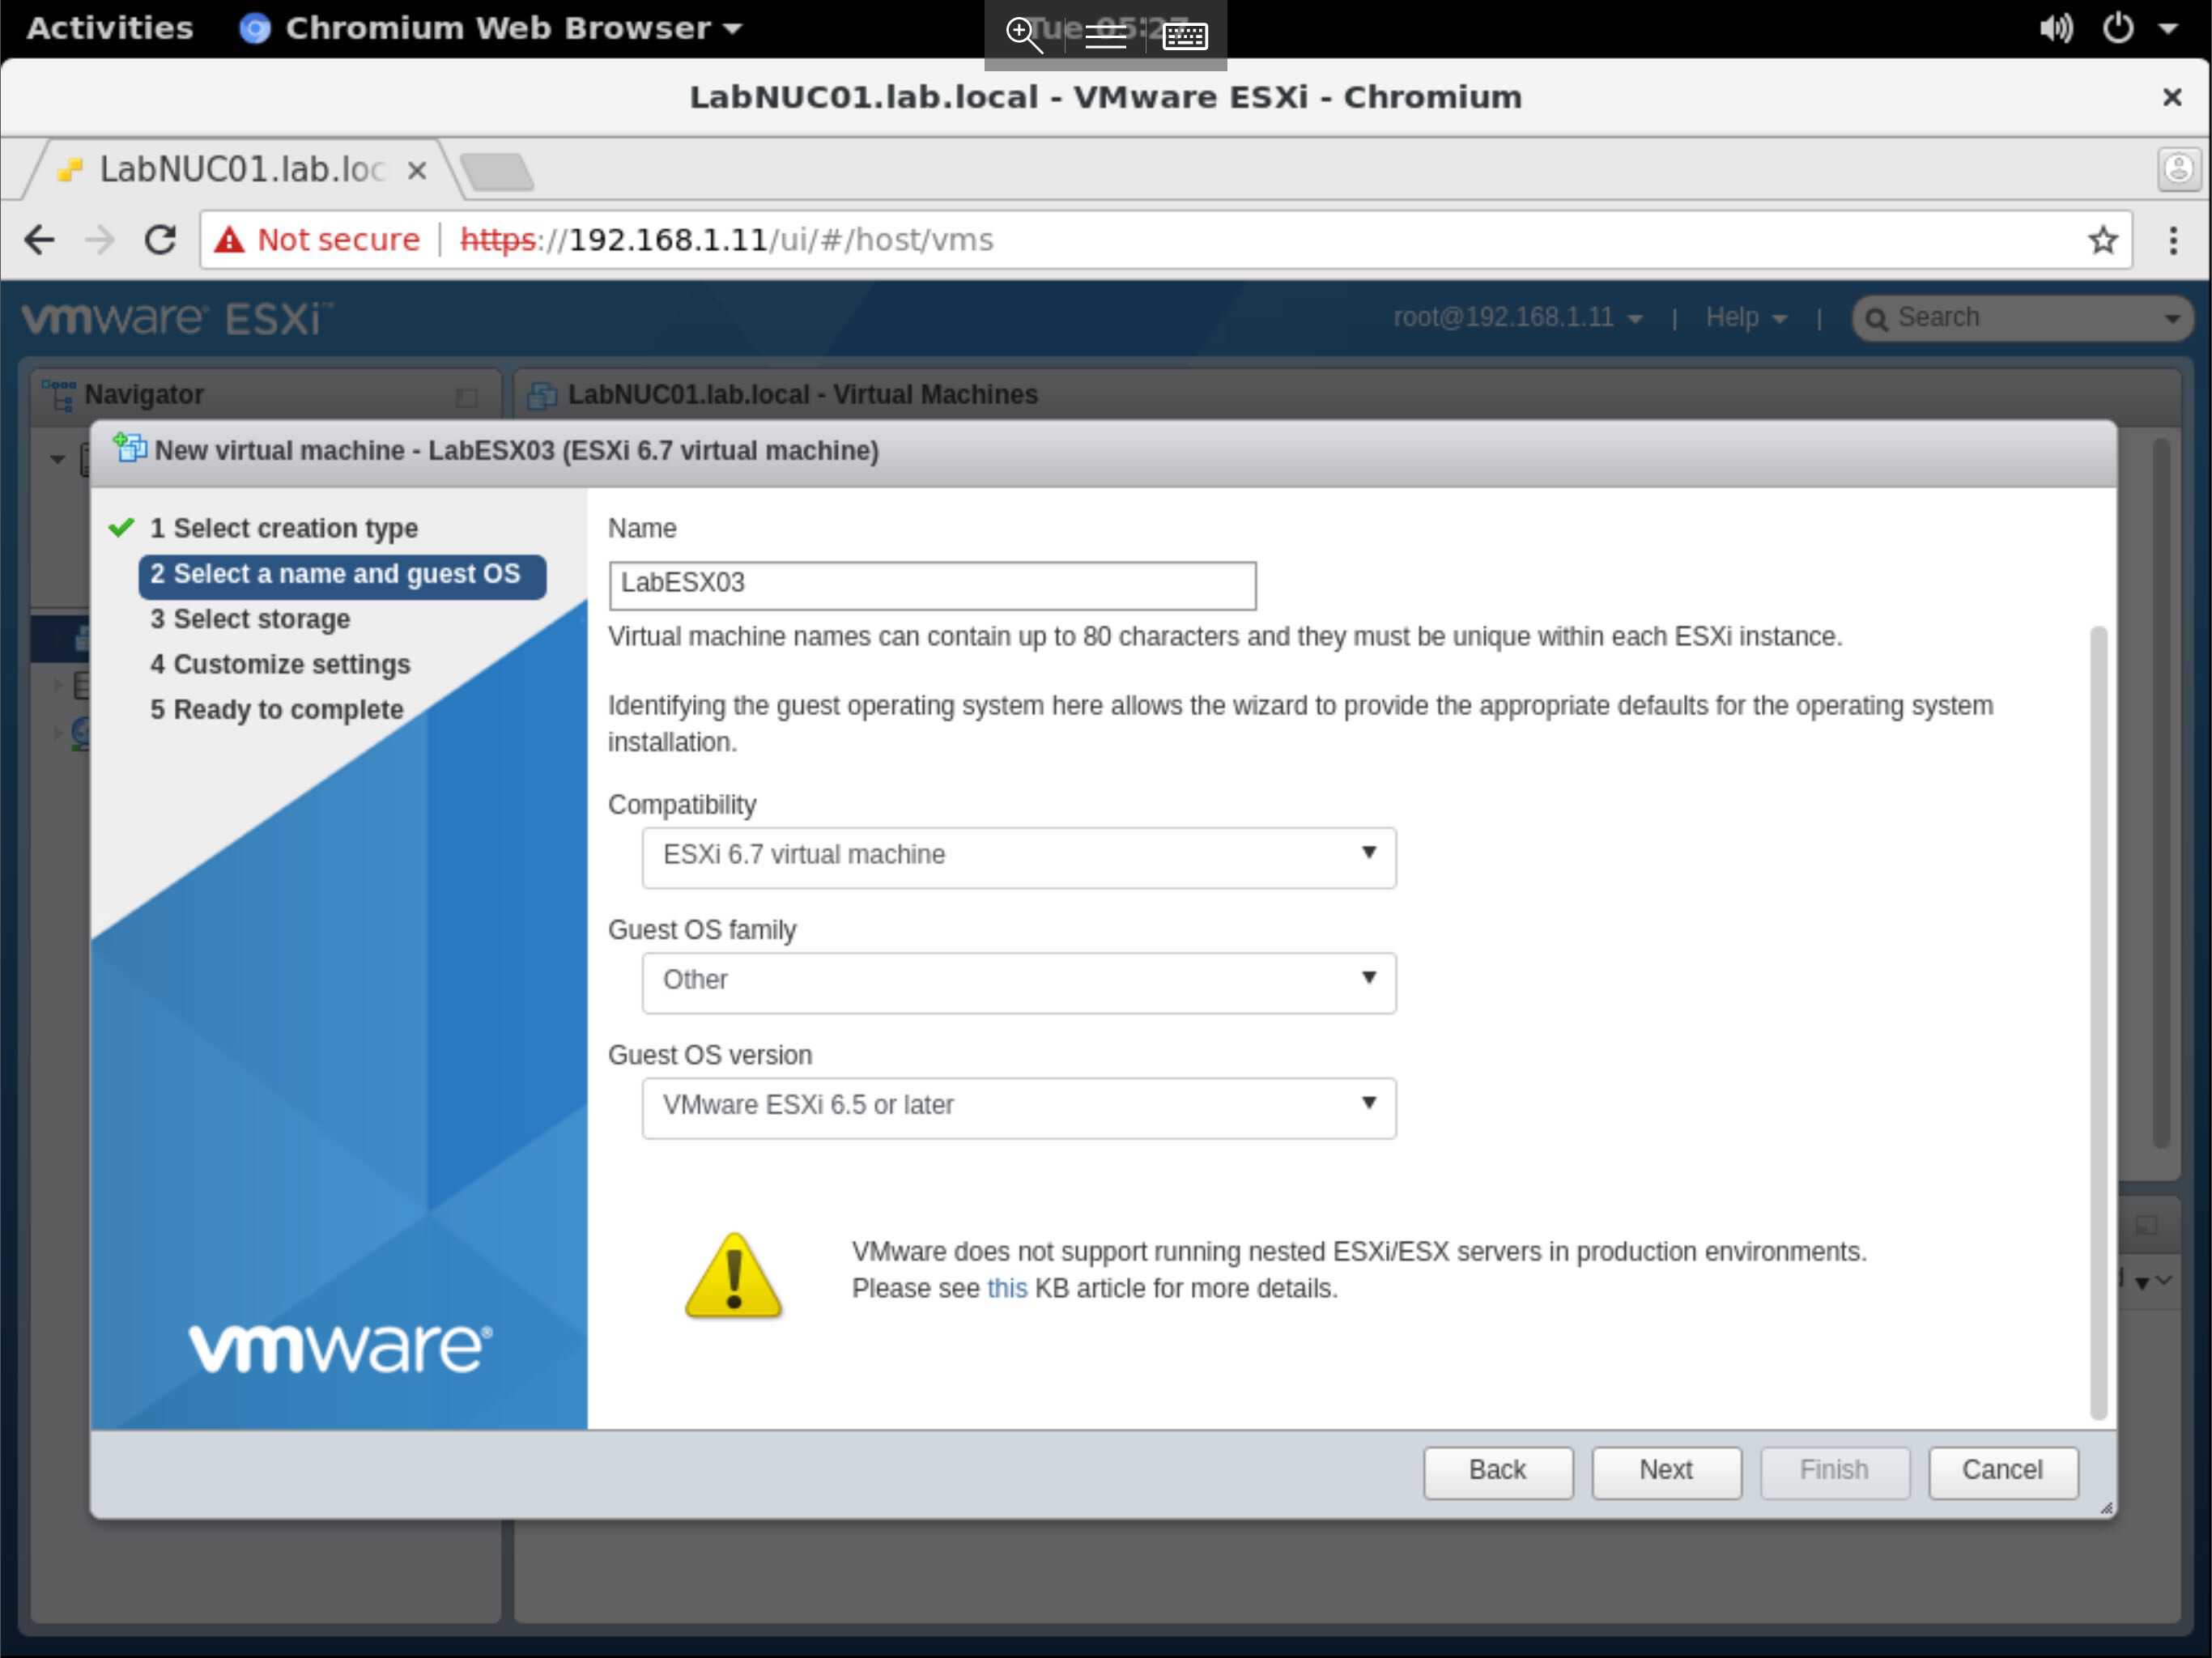 Activities Chromium Web Browser Tue 05:27
LabNUC01.lab.local - VMware ESXi - Chromium
LabNUC01.lab.loc
Not secure https://192.168.1.11/ui/#/host/vms
vmware® ESXi™ root@192.168.1.11 | Help | Search
Navigator LabNUC01.lab.local - Virtual Machines
New virtual machine - LabESX03 (ESXi 6.7 virtual machine)
1 Select creation type
2 Select a name and guest OS
3 Select storage
4 Customize settings
5 Ready to complete
vmware®
Name
LabESX03
Virtual machine names can contain up to 80 characters and they must be unique within each ESXi instance.
Identifying the guest operating system here allows the wizard to provide the appropriate defaults for the operating system
installation.
Compatibility
ESXi 6.7 virtual machine
Guest OS family
Other
Guest OS version
VMware ESXi 6.5 or later
VMware does not support running nested ESXi/ESX servers in production environments.
Please see this KB article for more details.
Back Next Finish Cancel